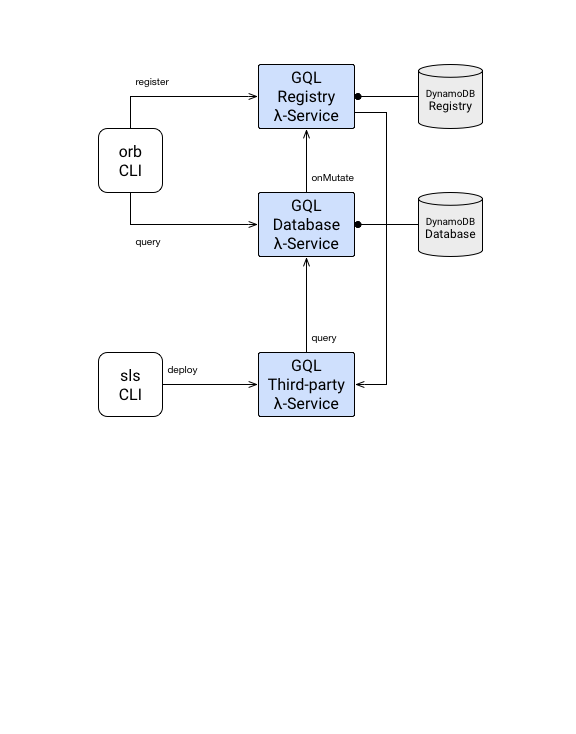 register
GQL
Registry
λ-Service
DynamoDB
Registry
orb
CLI
onMutate
query
GQL
Database
λ-Service
DynamoDB
Database
query
sls
CLI
deploy
GQL
Third-party
λ-Service